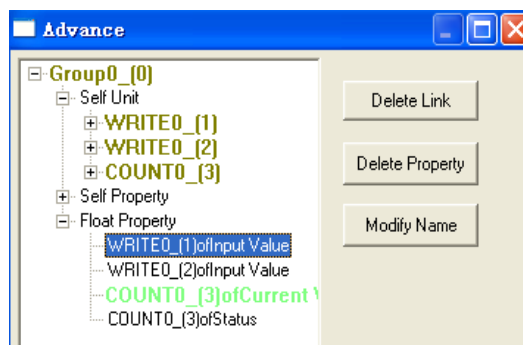 Advance
Group0_(0)
Self Unit
WRITE0_(1)
WRITE0_(2)
COUNT0_(3)
Self Property
Float Property
WRITE0_(1)ofInput Value
WRITE0_(2)ofInput Value
COUNT0_(3)ofCurrent
COUNT0_(3)ofStatus
Delete Link
Delete Property
Modify Name